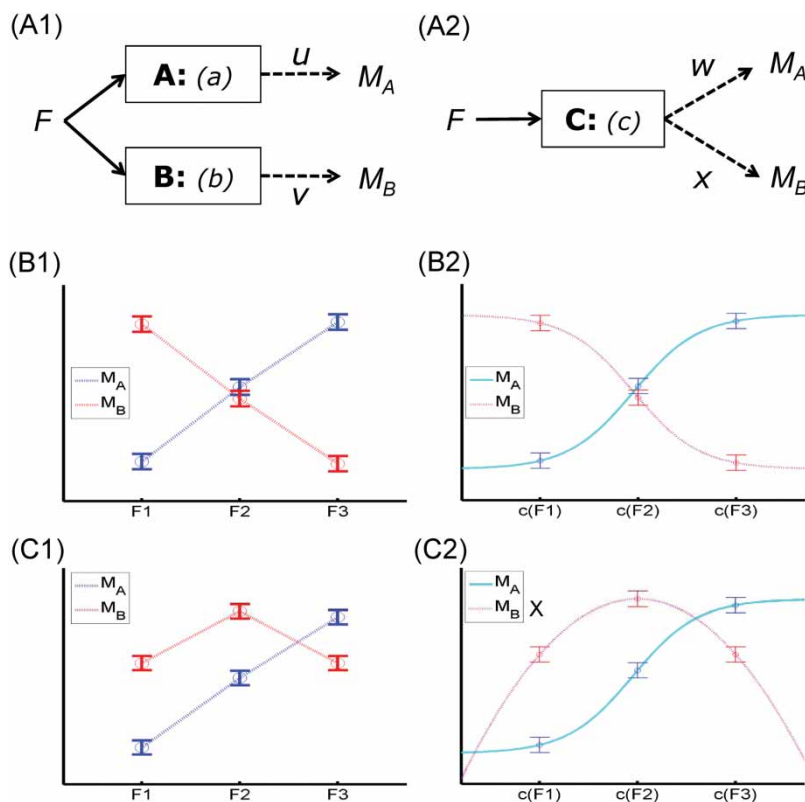 (A1)
F
A: (a)
u
M_A
B: (b)
v
M_B
(A2)
F
C: (c)
w
M_A
x
M_B
(B1)
M_A
M_B
F1 F2 F3
(B2)
M_A
M_B
c(F1) c(F2) c(F3)
(C1)
M_A
M_B
F1 F2 F3
(C2)
M_A
M_B X
c(F1) c(F2) c(F3)